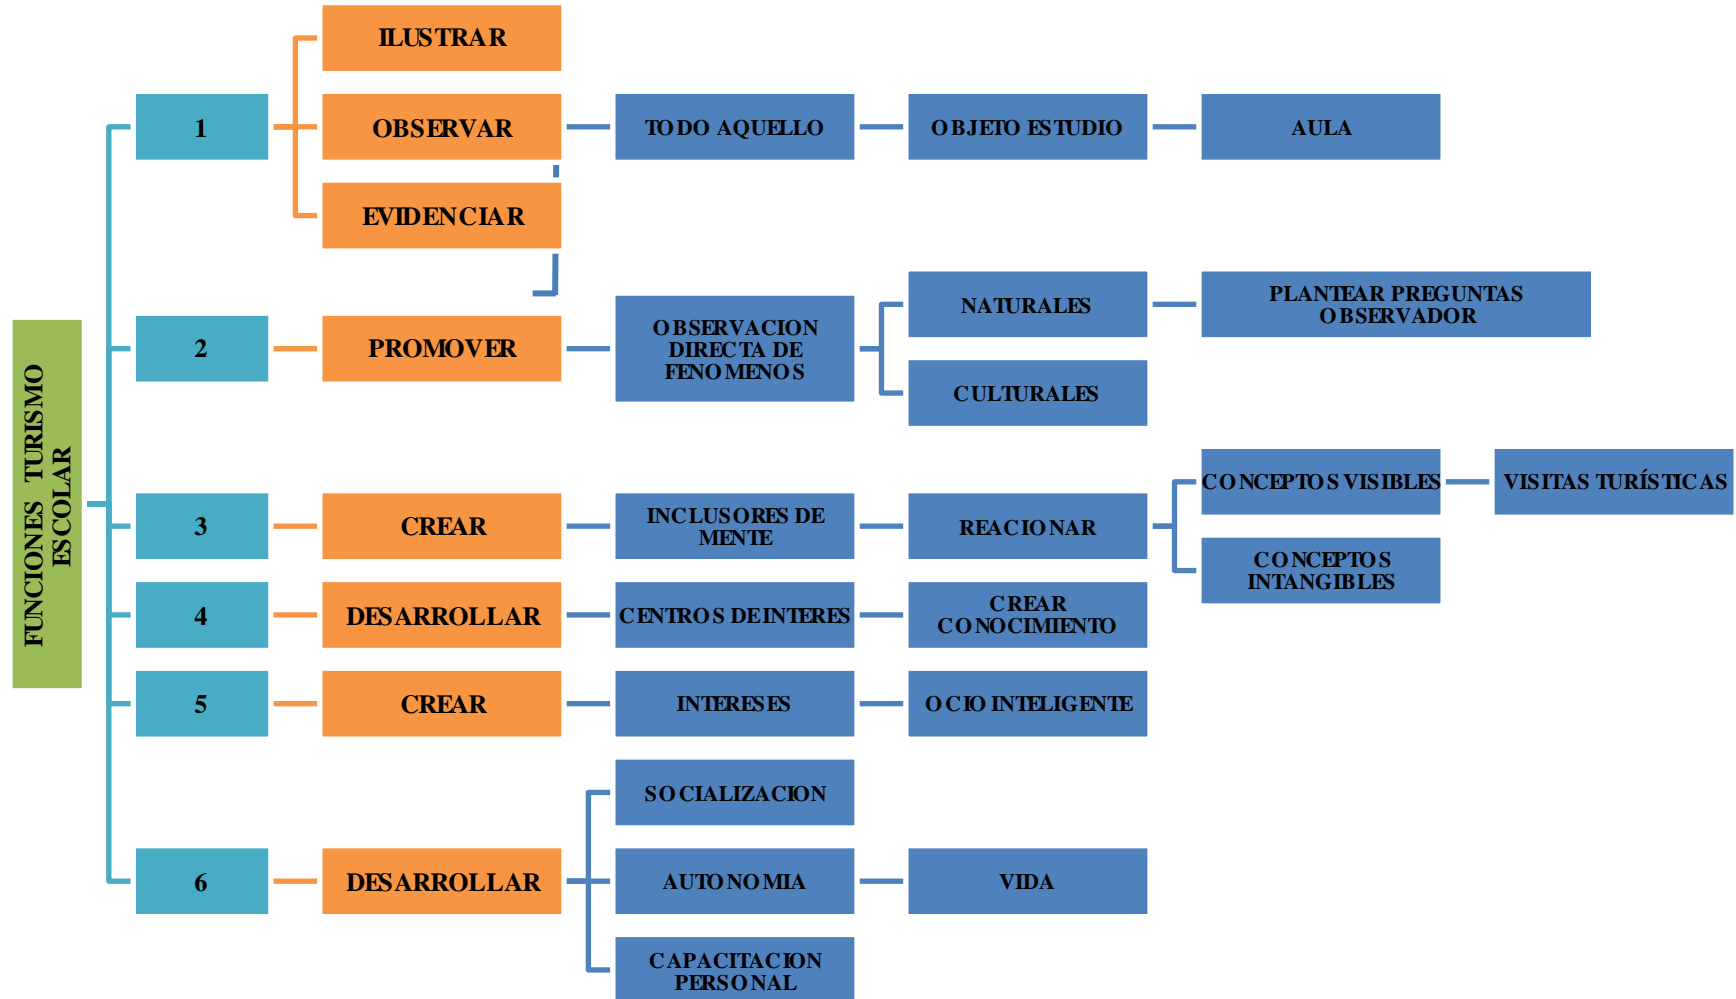 FUNCIONES TURISMO
ESCOLAR
1
ILUSTRAR
OBSERVAR
EVIDENCIAR
TODO AQUELLO
OBJETO ESTUDIO
AULA
2
PROMOVER
OBSERVACION
DIRECTA DE
FENOMENOS
NATURALES
PLANTEAR PREGUNTAS
OBSERVADOR
CULTURALES
3
CREAR
INCLUSORES DE
MENTE
REACIONAR
CONCEPTOS VISIBLES
VISITAS TURÍSTICAS
CONCEPTOS
INTANGIBLES
4
DESARROLLAR
CENTROS DE INTERES
CREAR
CONOCIMIENTO
5
CREAR
INTERESES
OCIO INTELIGENTE
6
DESARROLLAR
SOCIALIZACION
AUTONOMIA
VIDA
CAPACITACION
PERSONAL